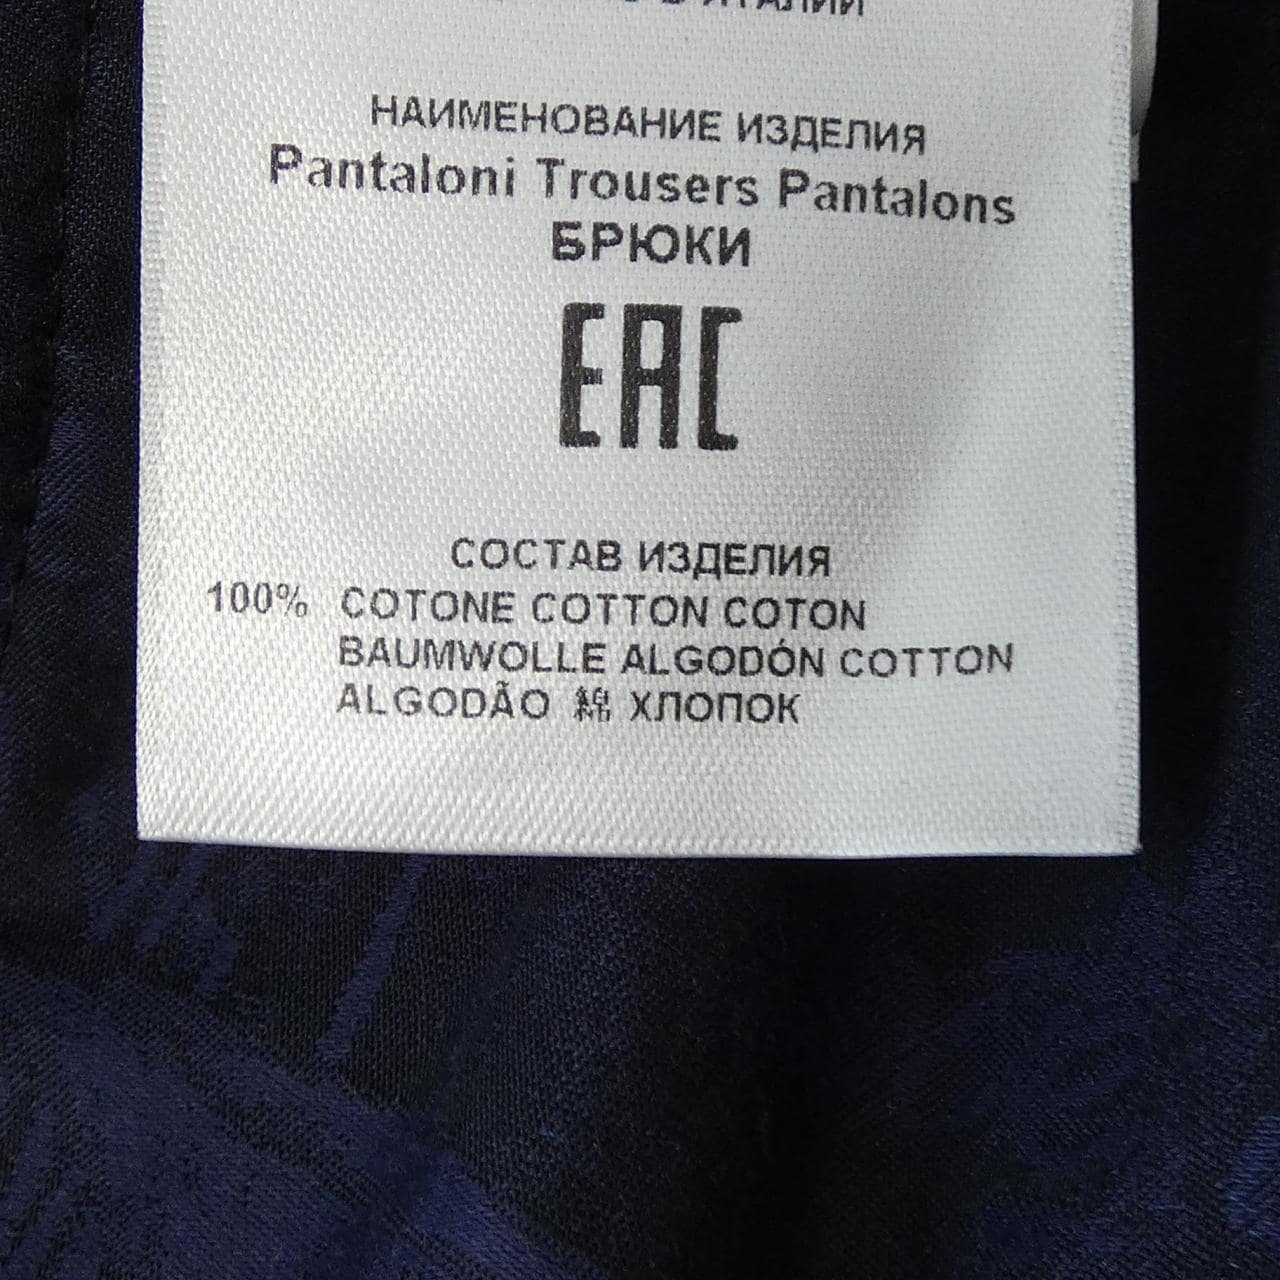 В ИТАЛИИ
НАИМЕНОВАНИЕ ИЗДЕЛИЯ
Pantaloni Trousers Pantalons
БРЮКИ
EAC
СОСТАВ ИЗДЕЛИЯ
100% COTONE COTTON COTON
BAUMWOLLE ALGODÓN COTTON
ALGODÃO 綿 ХЛОПОК